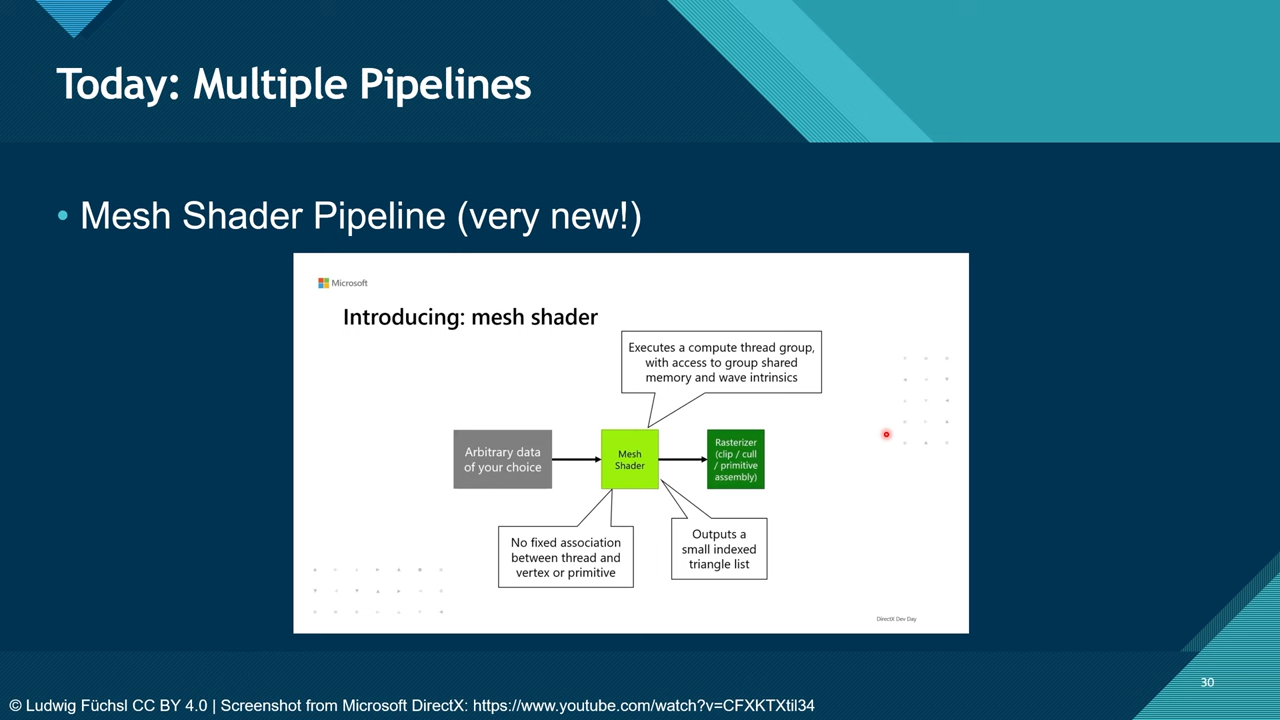 Today: Multiple Pipelines
• Mesh Shader Pipeline (very new!)
Microsoft
Introducing: mesh shader
Executes a compute thread group,
with access to group shared
memory and wave intrinsics
Arbitrary data
of your choice
Mesh
Shader
Rasterizer
(clip / cull
/ primitive
assembly)
No fixed association
between thread and
vertex or primitive
Outputs a
small indexed
triangle list
DirectX Dev Day
30
© Ludwig Füchsl CC BY 4.0 | Screenshot from Microsoft DirectX: https://www.youtube.com/watch?v=CFXKTXtil34